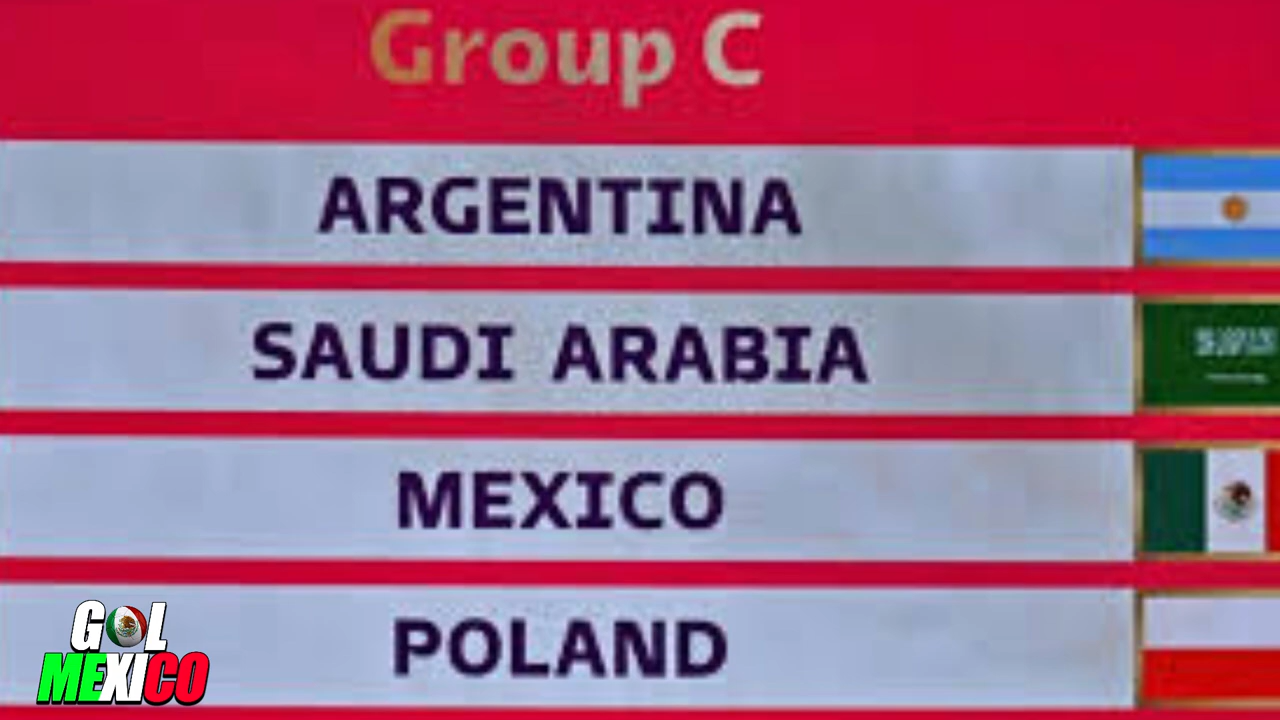 Group C
ARGENTINA
SAUDI ARABIA
MEXICO
POLAND
GOL
MEXICO